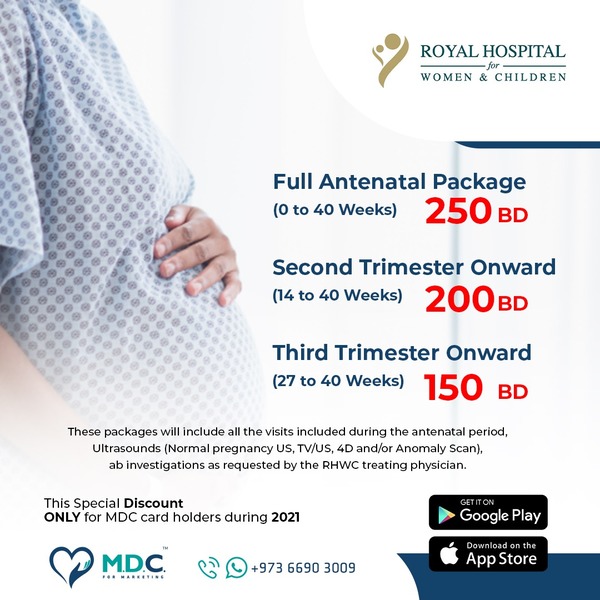 ROYAL HOSPITAL
for
WOMEN & CHILDREN
Full Antenatal Package
(0 to 40 Weeks) 250 BD
Second Trimester Onward
(14 to 40 Weeks) 200 BD
Third Trimester Onward
(27 to 40 Weeks) 150 BD
These packages will include all the visits included during the antenatal period,
Ultrasounds (Normal pregnancy US, TV/US, 4D and/or Anomaly Scan),
ab investigations as requested by the RHWC treating physician.
This Special Discount
ONLY for MDC card holders during 2021
GET IT ON
Google Play
Download on the
App Store
M.D.C. TM
FOR MARKETING
+973 6690 3009